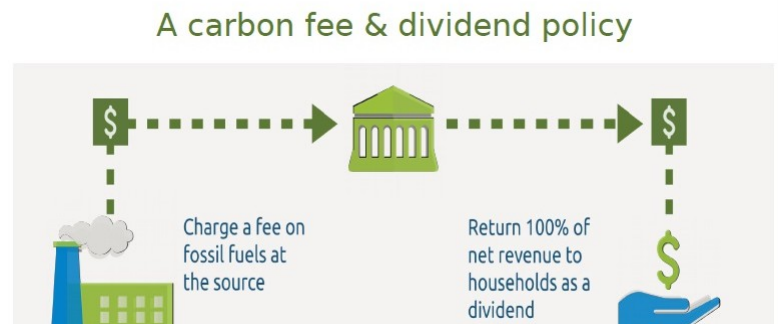 A carbon fee & dividend policy
$
$
Charge a fee on
fossil fuels at
the source
Return 100% of
net revenue to
households as a
dividend
$